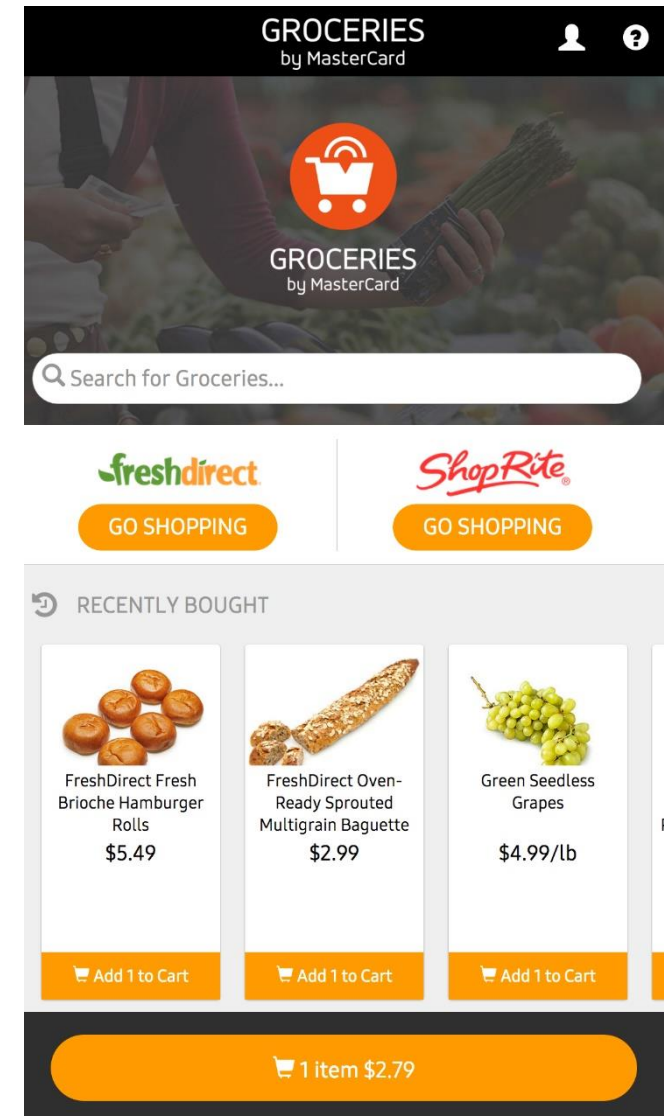 GROCERIES
by MasterCard
GROCERIES
by MasterCard
Search for Groceries...
freshdirect.
ShopRite®
GO SHOPPING
GO SHOPPING
RECENTLY BOUGHT
FreshDirect Fresh
Brioche Hamburger
Rolls
$5.49
Add 1 to Cart
FreshDirect Oven-
Ready Sprouted
Multigrain Baguette
$2.99
Add 1 to Cart
Green Seedless
Grapes
$4.99/lb
Add 1 to Cart
1 item $2.79